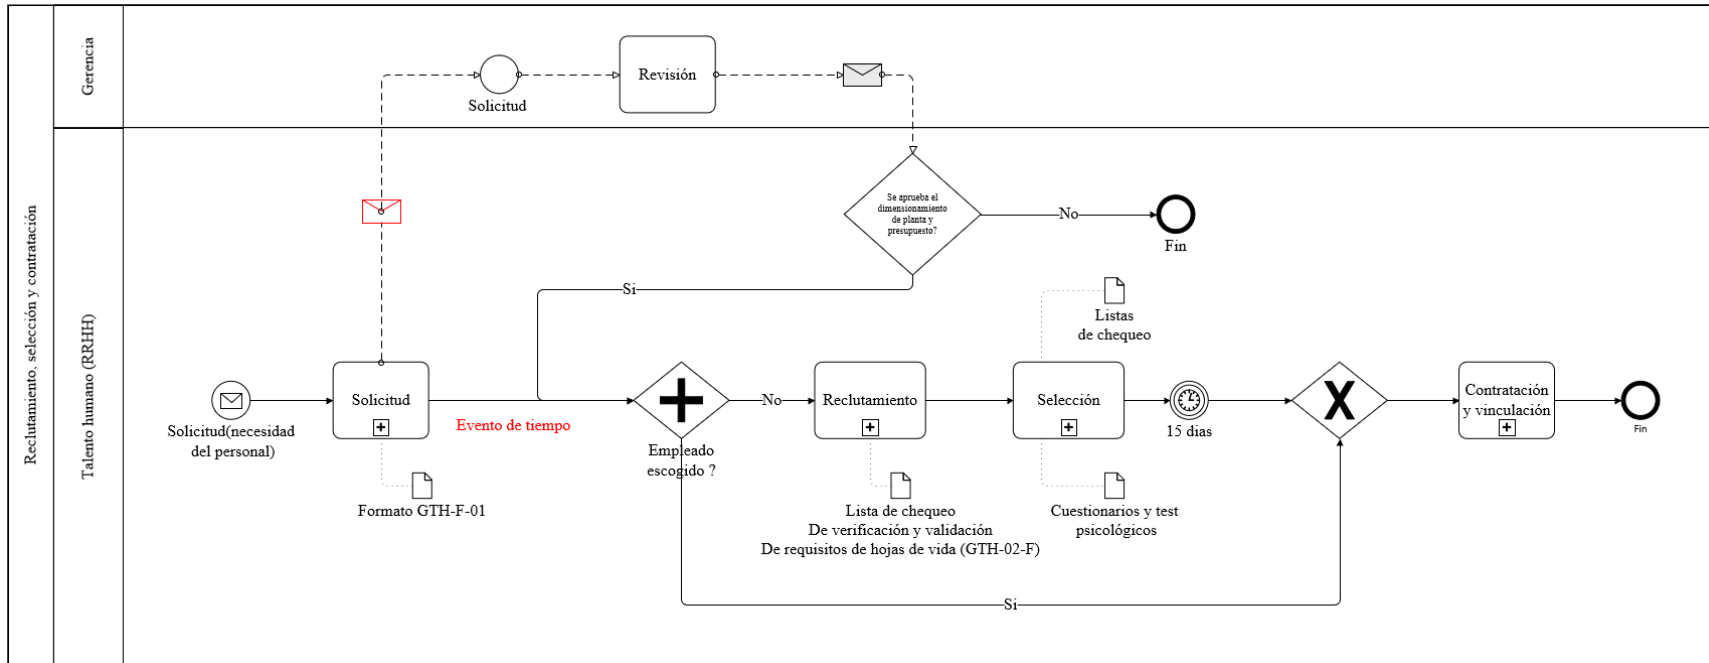 Reclutamiento, selección y contratación
Gerencia
Solicitud
Revisión
Talento humano (RRHH)
Se aprueba el
dimensionamiento
de planta y
presupuesto?
No
Fin
Si
Listas
de chequeo
Solicitud(necesidad
del personal)
Solicitud
Evento de tiempo
Formato GTH-F-01
Empleado
escogido ?
No
Reclutamiento
Lista de chequeo
De verificación y validación
De requisitos de hojas de vida (GTH-02-F)
Selección
Cuestionarios y test
psicológicos
15 dias
X
Contratación
y vinculación
Fin
Si